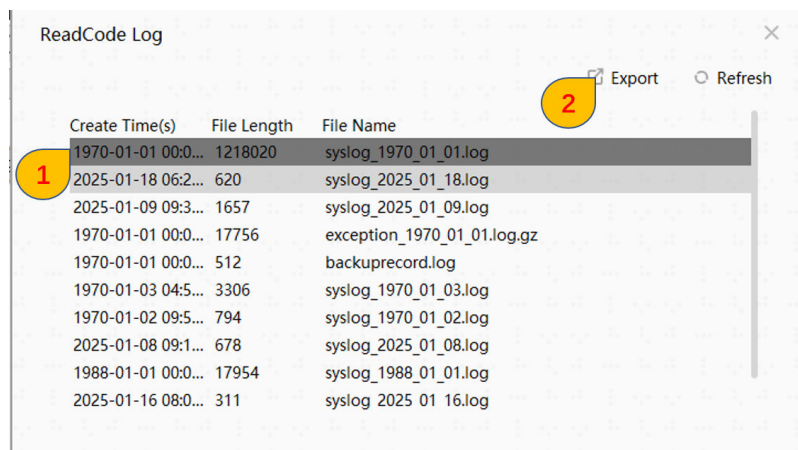 ReadCode Log
Export Refresh
2
Create Time(s) File Length File Name
1970-01-01 00:0... 1218020 syslog_1970_01_01.log
1
2025-01-18 06:2... 620 syslog_2025_01_18.log
2025-01-09 09:3... 1657 syslog_2025_01_09.log
1970-01-01 00:0... 17756 exception_1970_01_01.log.gz
1970-01-01 00:0... 512 backuprecord.log
1970-01-03 04:5... 3306 syslog_1970_01_03.log
1970-01-02 09:5... 794 syslog_1970_01_02.log
2025-01-08 09:1... 678 syslog_2025_01_08.log
1988-01-01 00:0... 17954 syslog_1988_01_01.log
2025-01-16 08:0... 311 syslog 2025 01 16.log